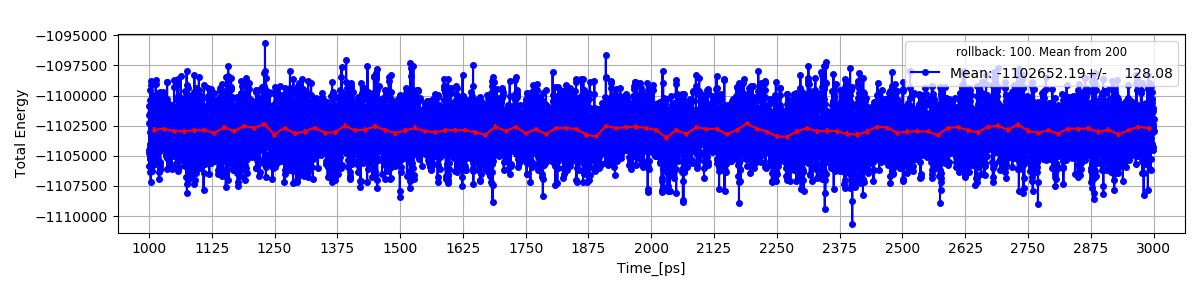 −1095000
−1097500
−1100000
−1102500
−1105000
−1107500
−1110000
Total Energy
rollback: 100. Mean from 200
Mean: -1102652.19+/-    128.08
1000 1125 1250 1375 1500 1625 1750 1875 2000 2125 2250 2375 2500 2625 2750 2875 3000
Time_[ps]